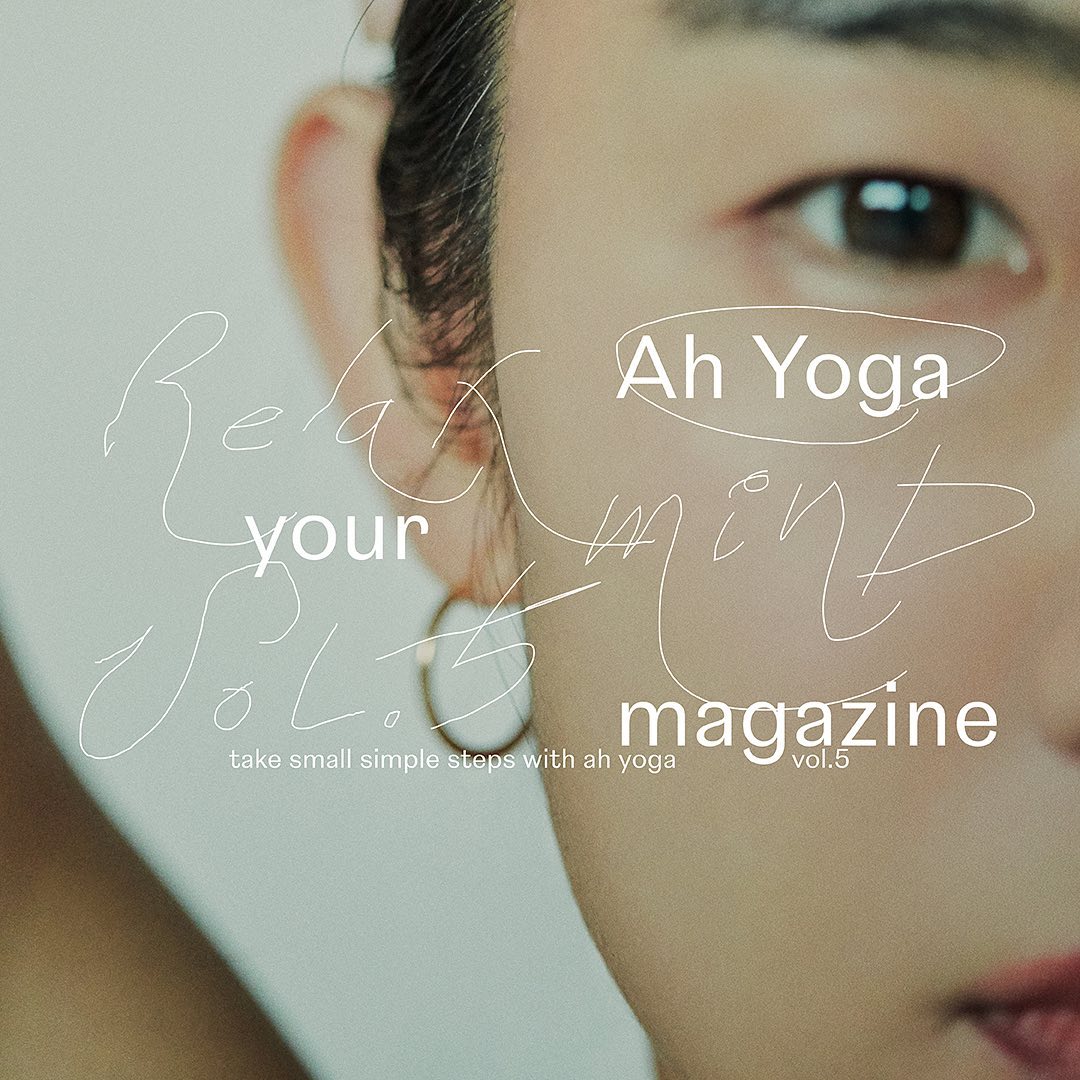 Ah Yoga
Relax
your
minD
Vol.5
magazine
take small simple steps with ah yoga
vol.5